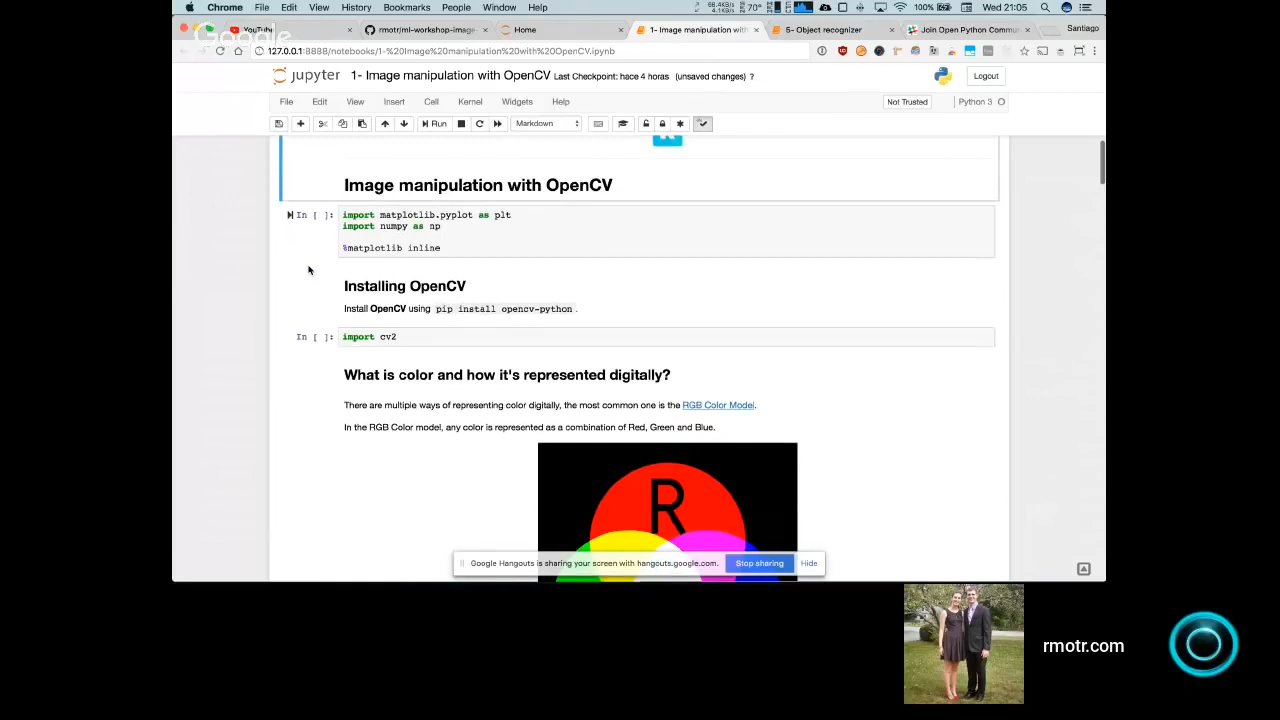 Chrome File Edit View History Bookmarks People Window Help 68.4KB/s 4.1KB/s 70° 100% Wed 21:05
YouTube rmotr/ml-workshop-image- Home 1- Image manipulation with 5- Object recognizer Join Open Python Commu Santiago
Google
127.0.0.1:8888/notebooks/1-%20Image%20manipulation%20with%20OpenCV.ipynb
jupyter 1- Image manipulation with OpenCV Last Checkpoint: hace 4 horas (unsaved changes) ? Logout
File Edit View Insert Cell Kernel Widgets Help Not Trusted Python 3
Run Markdown
Image manipulation with OpenCV
In [ ]: import matplotlib.pyplot as plt
import numpy as np
%matplotlib inline
Installing OpenCV
Install OpenCV using pip install opencv-python.
In [ ]: import cv2
What is color and how it's represented digitally?
There are multiple ways of representing color digitally, the most common one is the RGB Color Model.
In the RGB Color model, any color is represented as a combination of Red, Green and Blue.
R
Google Hangouts is sharing your screen with hangouts.google.com. Stop sharing Hide
rmotr.com